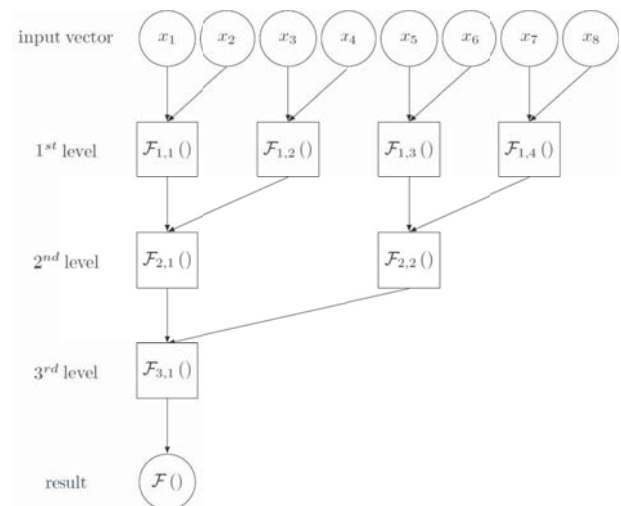 input vector x₁ x₂ x₃ x₄ x₅ x₆ x₇ x₈
1ˢᵗ level ℱ₁,₁ () ℱ₁,₂ () ℱ₁,₃ () ℱ₁,₄ ()
2ⁿᵈ level ℱ₂,₁ () ℱ₂,₂ ()
3ʳᵈ level ℱ₃,₁ ()
result ℱ ()